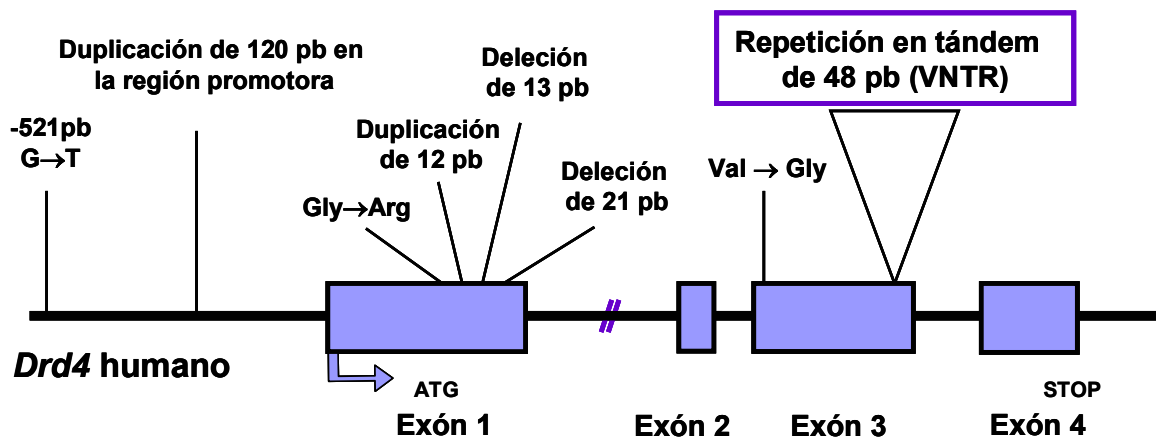 Duplicación de 120 pb en
la región promotora
Deleción
de 13 pb
Repetición en tándem
de 48 pb (VNTR)
-521pb
G→T
Duplicación
de 12 pb
Gly→Arg
Deleción
de 21 pb
Val → Gly
Drd4 humano
ATG
STOP
Exón 1
Exón 2
Exón 3
Exón 4